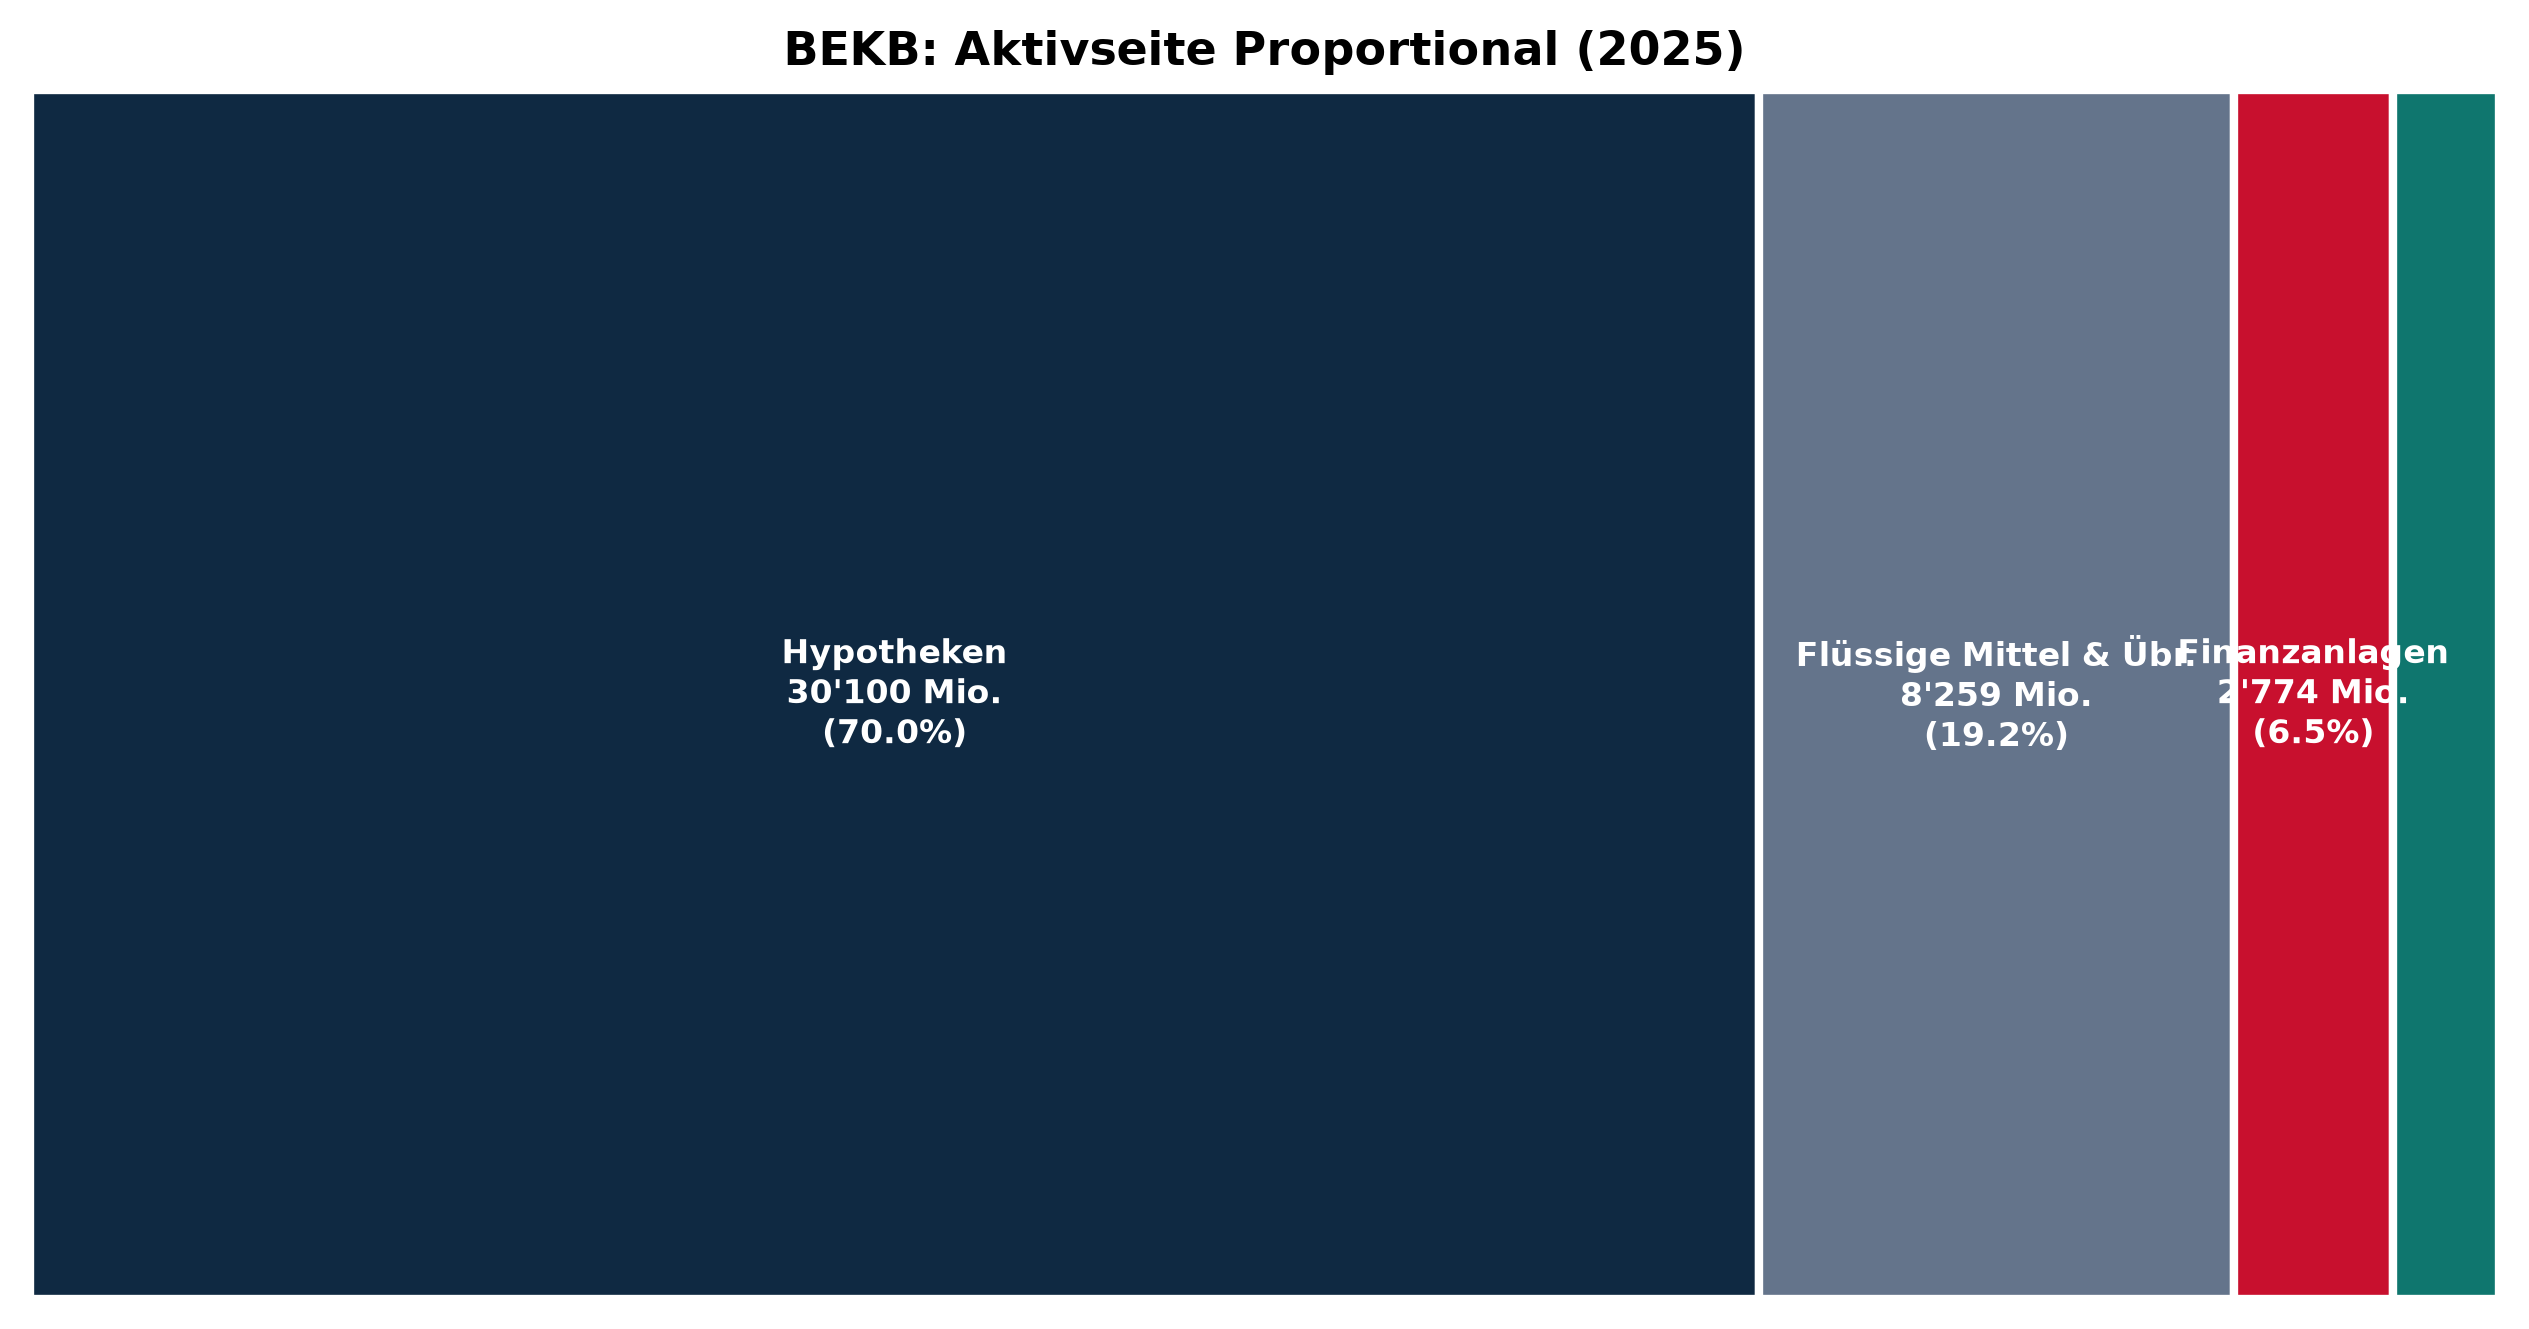 BEKB: Aktivseite Proportional (2025)
Hypotheken
30'100 Mio.
(70.0%)
Flüssige Mittel & Übr.
8'259 Mio.
(19.2%)
Finanzanlagen
2'774 Mio.
(6.5%)